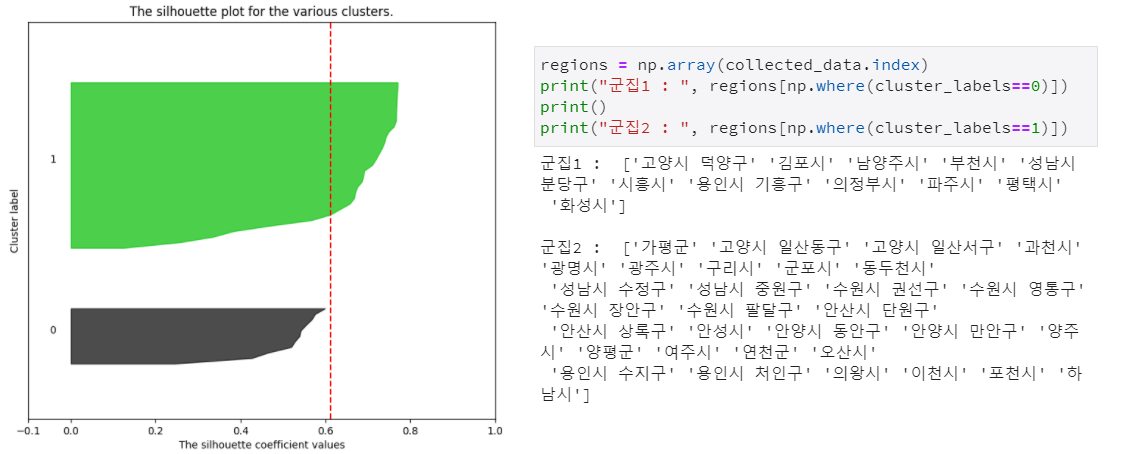 The silhouette plot for the various clusters.
Cluster label
1
0
−0.1 0.0 0.2 0.4 0.6 0.8 1.0
The silhouette coefficient values
regions = np.array(collected_data.index)
print("군집1 : ", regions[np.where(cluster_labels==0)])
print()
print("군집2 : ", regions[np.where(cluster_labels==1)])
군집1 :  ['고양시 덕양구' '김포시' '남양주시' '부천시' '성남시
분당구' '시흥시' '용인시 기흥구' '의정부시' '파주시' '평택시'
 '화성시']
군집2 :  ['가평군' '고양시 일산동구' '고양시 일산서구' '과천시'
'광명시' '광주시' '구리시' '군포시' '동두천시'
 '성남시 수정구' '성남시 중원구' '수원시 권선구' '수원시 영통구'
'수원시 장안구' '수원시 팔달구' '안산시 단원구'
 '안산시 상록구' '안성시' '안양시 동안구' '안양시 만안구' '양주
시' '양평군' '여주시' '연천군' '오산시'
 '용인시 수지구' '용인시 처인구' '의왕시' '이천시' '포천시' '하
남시']